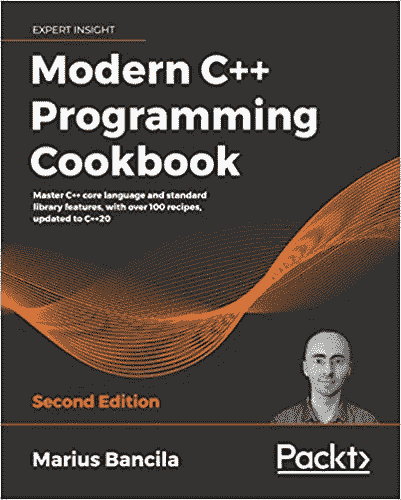 EXPERT INSIGHT
Modern C++
Programming
Cookbook
Master C++ core language and standard
library features, with over 100 recipes,
updated to C++20
Second Edition
Marius Bancila
Packt>